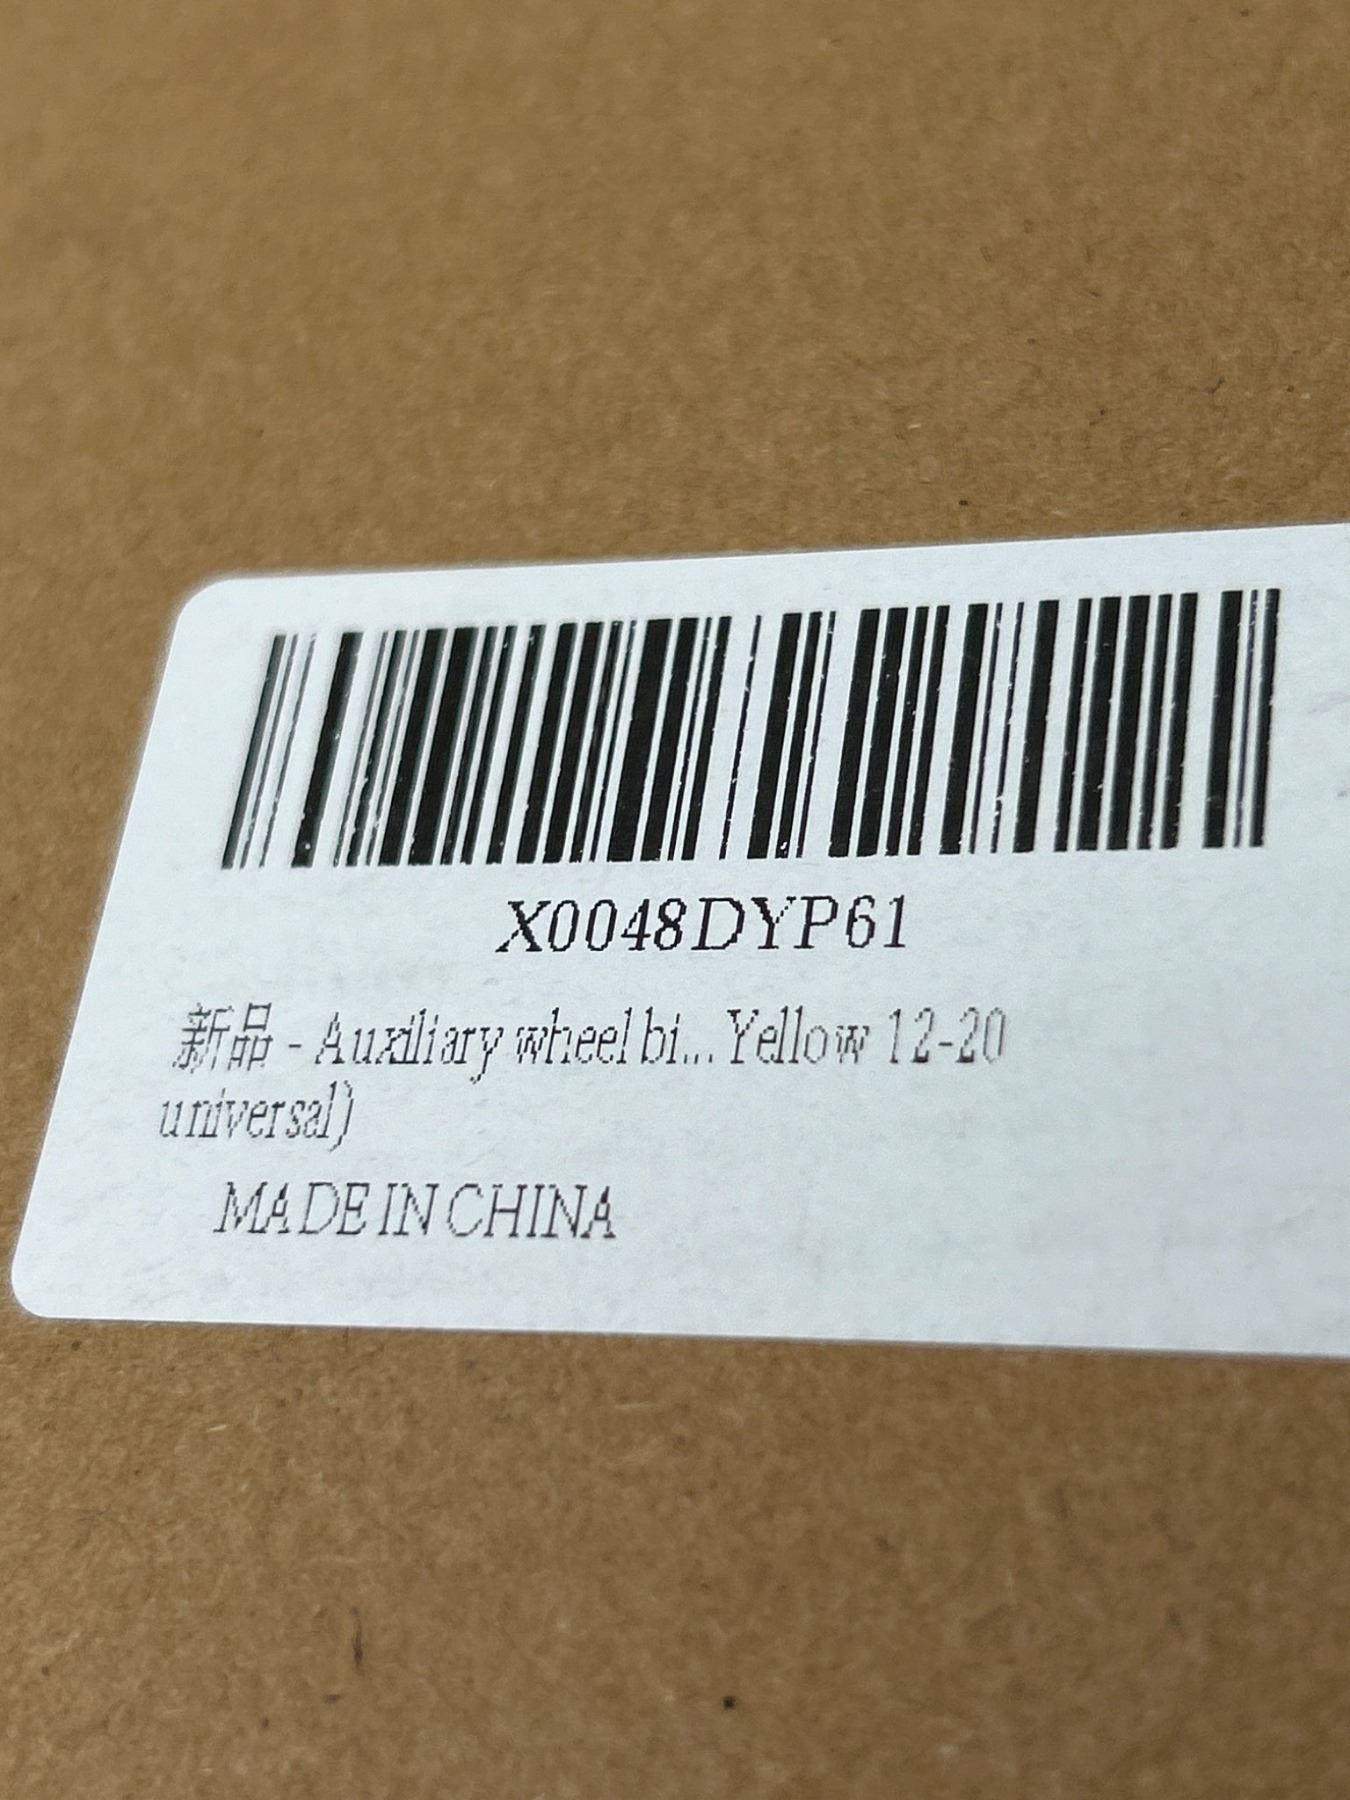 X0048DYP61
新品 - Auxiliary wheel bi... Yellow 12-20
universal)
MADE IN CHINA